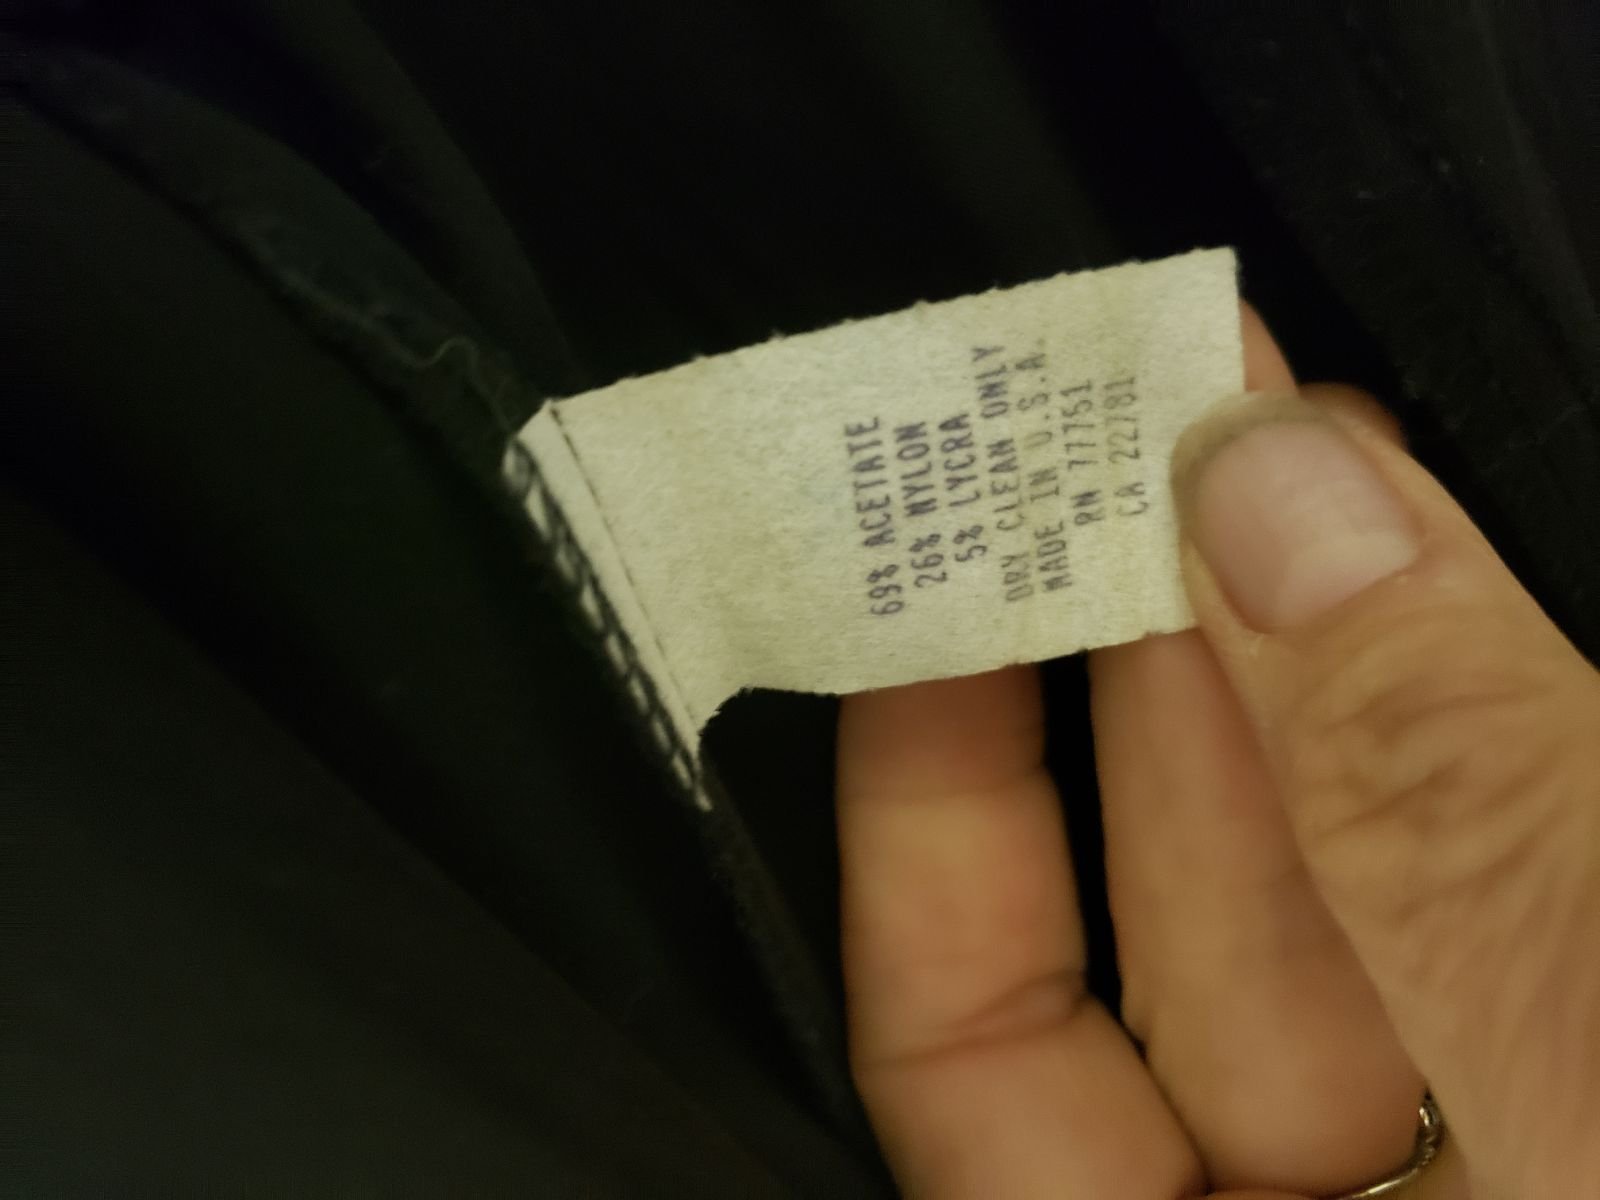 69% ACETATE
26% NYLON
5% LYCRA
DRY CLEAN ONLY
MADE IN U.S.A.
RN 77751
CA 22781